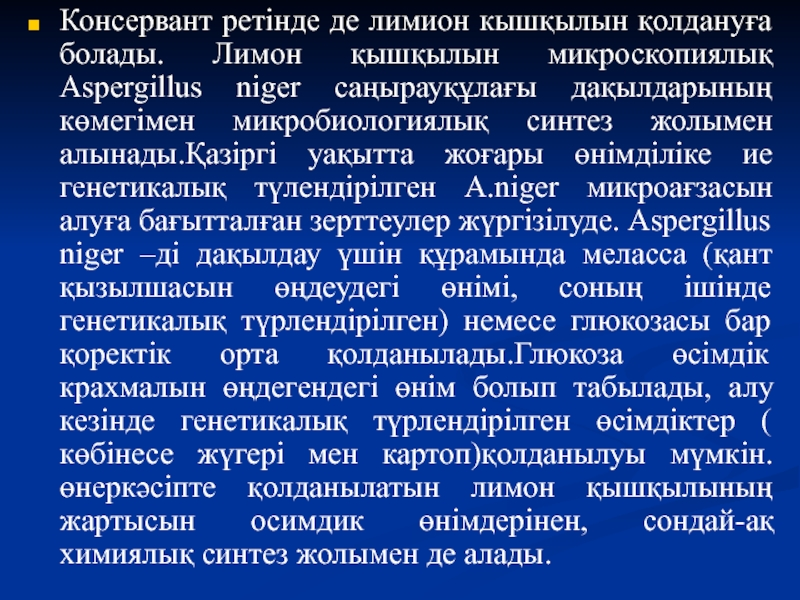 Консервант ретінде де лимион кышқылын қолдануға
болады. Лимон қышқылын микроскопиялық
Aspergillus niger саңырауқұлағы дақылдарының
көмегімен микробиологиялық синтез жолымен
алынады.Қазіргі уақытта жоғары өнімділіке ие
генетикалық түлендірілген A.niger микроағзасын
алуға бағытталған зерттеулер жүргізілуде. Aspergillus
niger –ді дақылдау үшін құрамында меласса (қант
қызылшасын өңдеудегі өнімі, соның ішінде
генетикалық түрлендірілген) немесе глюкозасы бар
қоректік орта қолданылады.Глюкоза өсімдік
крахмалын өңдегендегі өнім болып табылады, алу
кезінде генетикалық түрлендірілген өсімдіктер (
көбінесе жүгері мен картоп)қолданылуы мүмкін.
өнеркәсіпте қолданылатын лимон қышқылының
жартысын осимдик өнімдерінен, сондай-ақ
химиялық синтез жолымен де алады.